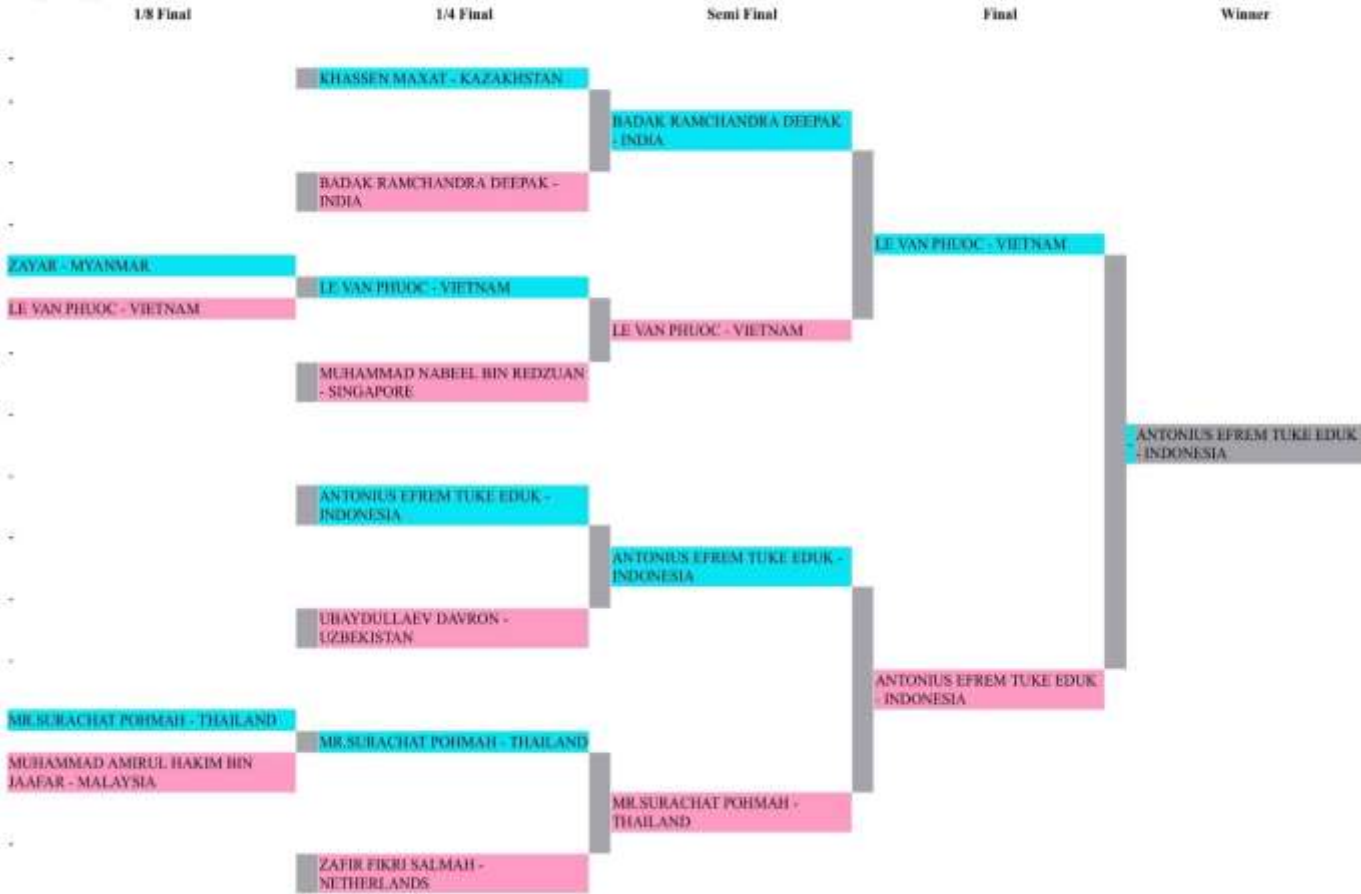 1/8 Final
1/4 Final
Semi Final
Final
Winner
-
KHASSEN MAXAT - KAZAKHSTAN
-
BADAK RAMCHANDRA DEEPAK
- INDIA
-
BADAK RAMCHANDRA DEEPAK -
INDIA
-
LE VAN PHUOC - VIETNAM
ZAYAR - MYANMAR
LE VAN PHUOC - VIETNAM
LE VAN PHUOC - VIETNAM
LE VAN PHUOC - VIETNAM
-
MUHAMMAD NABEEL BIN REDZUAN
- SINGAPORE
-
ANTONIUS EFREM TUKE EDUK
- INDONESIA
-
ANTONIUS EFREM TUKE EDUK -
INDONESIA
-
ANTONIUS EFREM TUKE EDUK -
INDONESIA
-
UBAYDULLAEV DAVRON -
UZBEKISTAN
-
ANTONIUS EFREM TUKE EDUK
- INDONESIA
MR.SURACHAT POHMAH - THAILAND
MR.SURACHAT POHMAH - THAILAND
MUHAMMAD AMIRUL HAKIM BIN
JAAFAR - MALAYSIA
MR.SURACHAT POHMAH -
THAILAND
-
ZAFIR FIKRI SALMAH -
NETHERLANDS